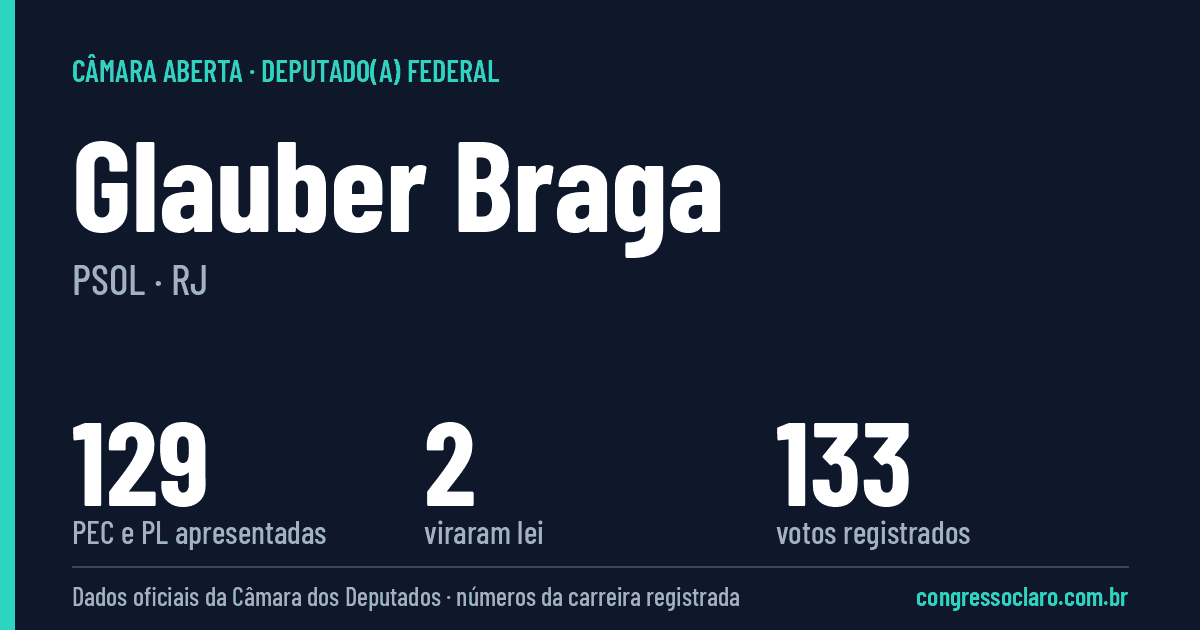 CÂMARA ABERTA · DEPUTADO(A) FEDERAL
Glauber Braga
PSOL · RJ
129 2 133
PEC e PL apresentadas viraram lei votos registrados
Dados oficiais da Câmara dos Deputados · números da carreira registrada congressoclaro.com.br